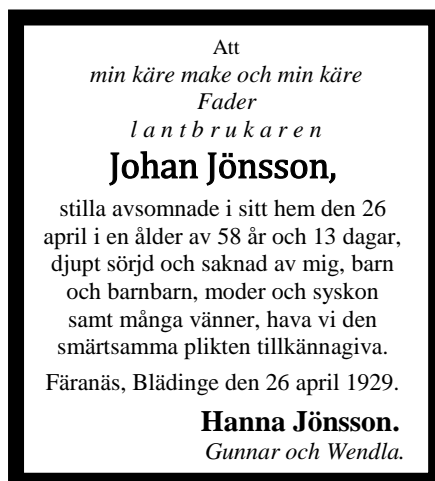 Att
min käre make och min käre
Fader
lantbrukaren
Johan Jönsson,
stilla avsomnade i sitt hem den 26
april i en ålder av 58 år och 13 dagar,
djupt sörjd och saknad av mig, barn
och barnbarn, moder och syskon
samt många vänner, hava vi den
smärtsamma plikten tillkännagiva.
Färanäs, Blädinge den 26 april 1929.
Hanna Jönsson.
Gunnar och Wendla.